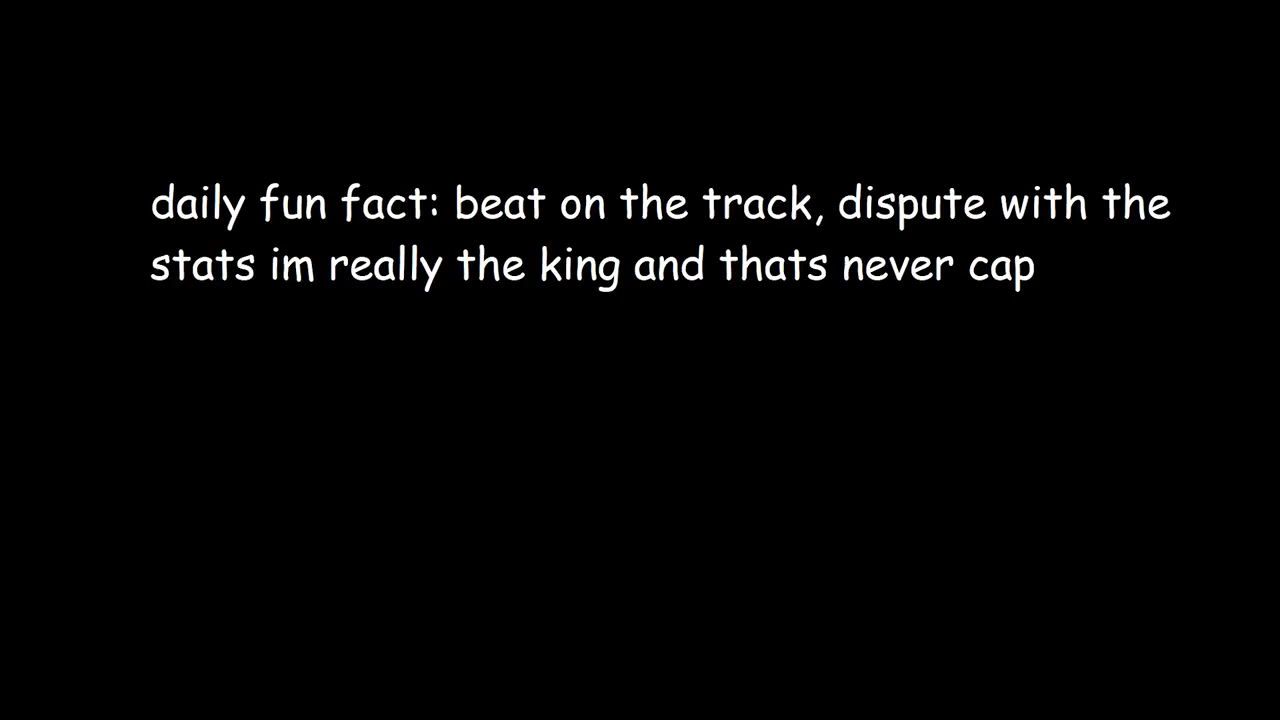 daily fun fact: beat on the track, dispute with the
stats im really the king and thats never cap